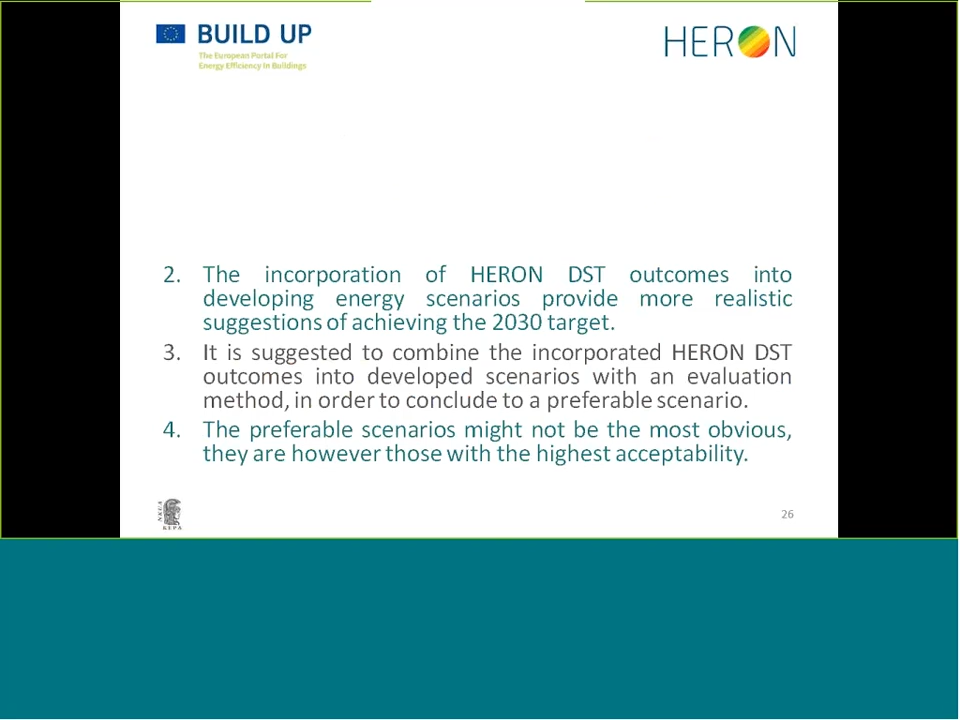 BUILD UP
The European Portal For
Energy Efficiency in Buildings
HERON
2. The incorporation of HERON DST outcomes into
developing energy scenarios provide more realistic
suggestions of achieving the 2030 target.
3. It is suggested to combine the incorporated HERON DST
outcomes into developed scenarios with an evaluation
method, in order to conclude to a preferable scenario.
4. The preferable scenarios might not be the most obvious,
they are however those with the highest acceptability.
KEPA
26